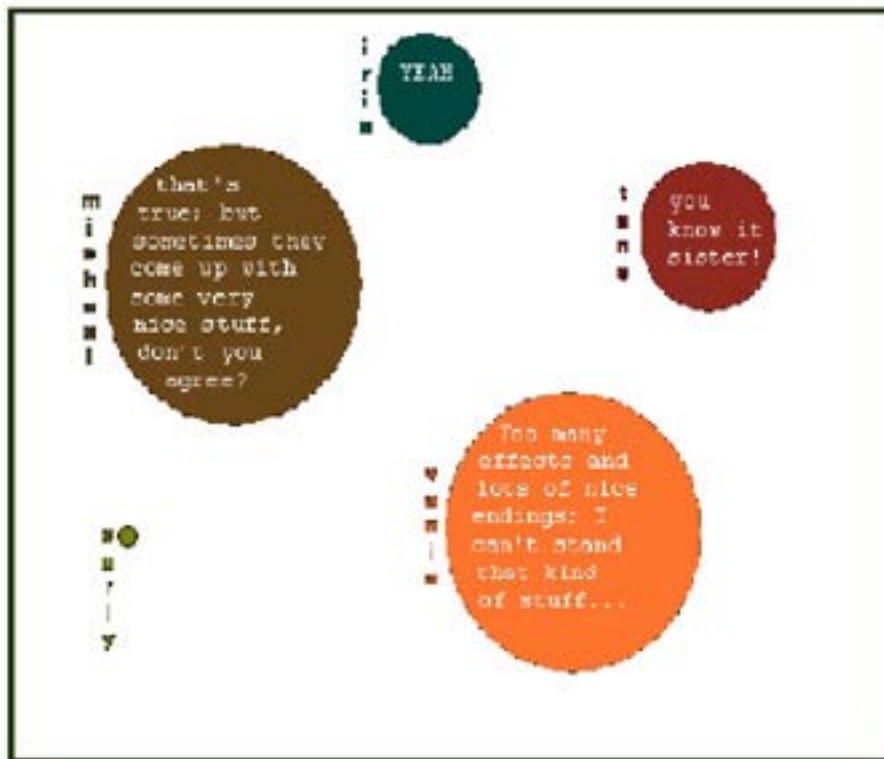 YEAH
that's
true; but
sometimes they
come up with
some very
nice stuff,
don't you
agree?
you
know it
sister!
Too many
effects and
lots of nice
endings; I
can't stand
that kind
of stuff...